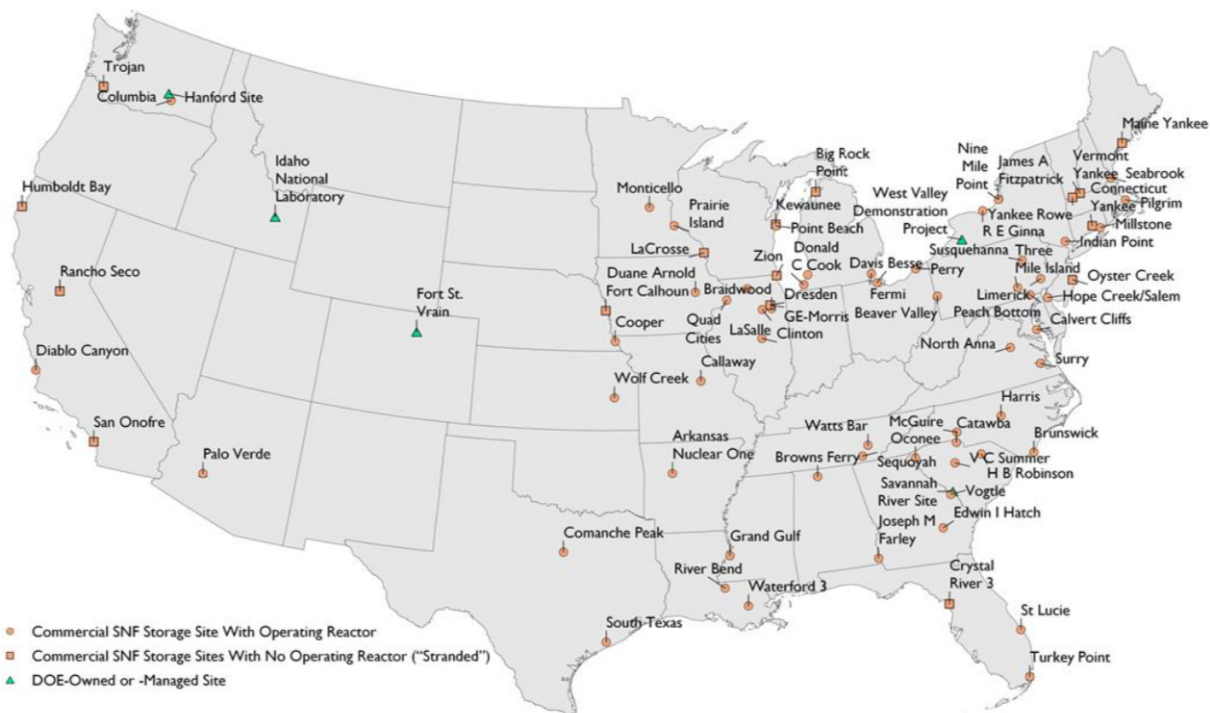 Trojan
Columbia
Hanford Site
Idaho
National
Laboratory
Humboldt Bay
Rancho Seco
Fort St.
Vrain
Diablo Canyon
San Onofre
Palo Verde
Monticello
Prairie
Island
LaCrosse
Big Rock
Point
Kewaunee
Point Beach
Zion
Donald
C Cook
Duane Arnold
Fort Calhoun
Braidwood
Dresden
GE-Morris
Cooper
Quad
Cities
LaSalle
Clinton
Callaway
Wolf Creek
Davis Besse
Fermi
Perry
Beaver Valley
West Valley
Demonstration
Project
Nine
Mile
Point
James A
Fitzpatrick
Maine Yankee
Vermont
Yankee
Seabrook
Connecticut
Yankee
Pilgrim
Yankee Rowe
Millstone
R E Ginna
Indian Point
Susquehanna
Three
Mile Island
Oyster Creek
Limerick
Hope Creek/Salem
Peach Bottom
Calvert Cliffs
North Anna
Surry
Harris
Watts Bar
McGuire
Catawba
Oconee
Brunswick
Browns Ferry
Sequoyah
V C Summer
H B Robinson
Savannah
River Site
Vogtle
Edwin I Hatch
Joseph M
Farley
Arkansas
Nuclear One
Comanche Peak
Grand Gulf
River Bend
Waterford 3
South Texas
Crystal
River 3
St Lucie
Turkey Point
Commercial SNF Storage Site With Operating Reactor
Commercial SNF Storage Sites With No Operating Reactor (“Stranded”)
DOE-Owned or -Managed Site